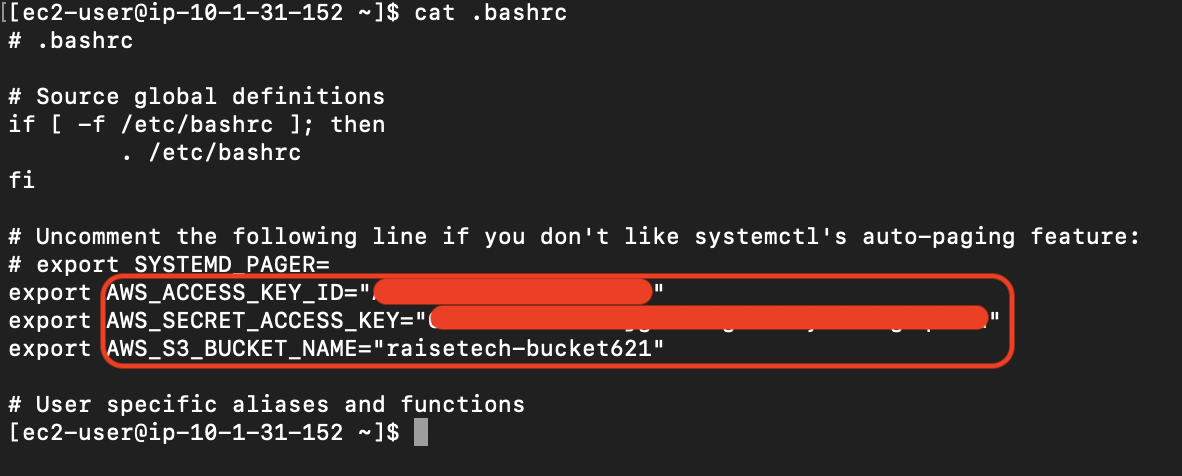 [[ec2-user@ip-10-1-31-152 ~]$ cat .bashrc
# .bashrc
# Source global definitions
if [ -f /etc/bashrc ]; then
        . /etc/bashrc
fi
# Uncomment the following line if you don't like systemctl's auto-paging feature:
# export SYSTEMD_PAGER=
export AWS_ACCESS_KEY_ID=""
export AWS_SECRET_ACCESS_KEY=""
export AWS_S3_BUCKET_NAME="raisetech-bucket621"
# User specific aliases and functions
[ec2-user@ip-10-1-31-152 ~]$